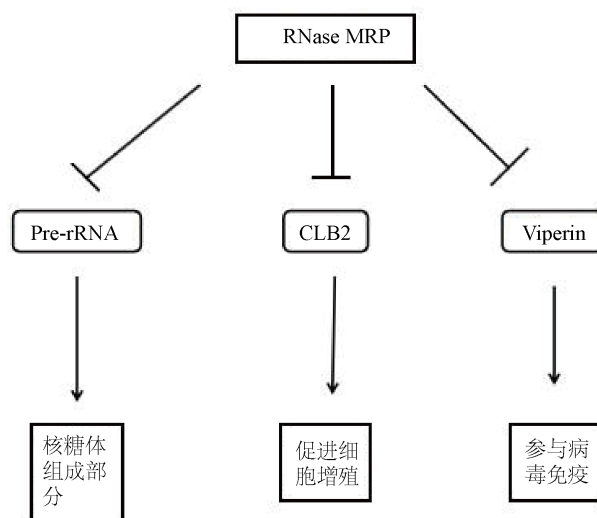 RNase MRP
Pre-rRNA
CLB2
Viperin
核糖体
组成部
分
促进细
胞增殖
参与病
毒免疫